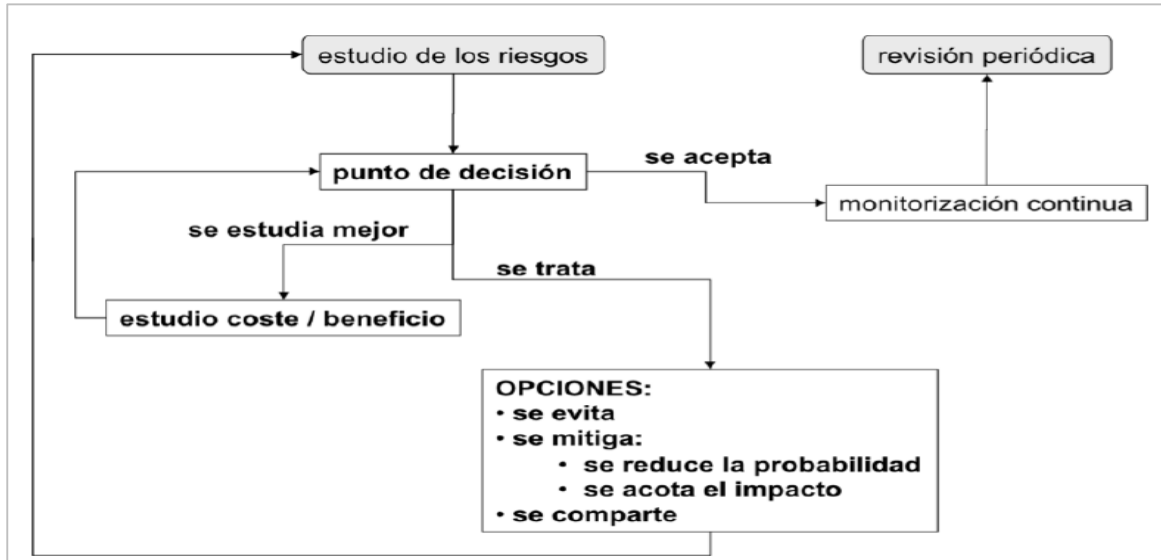 estudio de los riesgos
revisión periódica
punto de decisión
se acepta
monitorización continua
se estudia mejor
se trata
estudio coste / beneficio
OPCIONES:
• se evita
• se mitiga:
• se reduce la probabilidad
• se acota el impacto
• se comparte